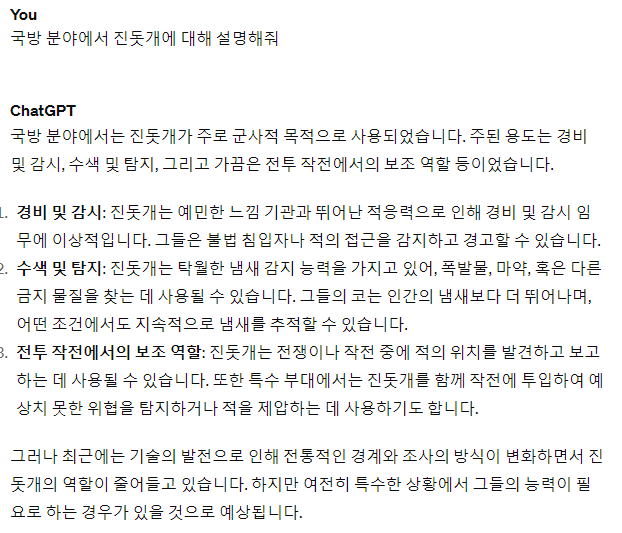 You
국방 분야에서 진돗개에 대해 설명해줘
ChatGPT
국방 분야에서는 진돗개가 주로 군사적 목적으로 사용되었습니다. 주된 용도는 경비
및 감시, 수색 및 탐지, 그리고 가끔은 전투 작전에서의 보조 역할 등이었습니다.
1. 경비 및 감시: 진돗개는 예민한 느낌 기관과 뛰어난 적응력으로 인해 경비 및 감시 임
무에 이상적입니다. 그들은 불법 침입자나 적의 접근을 감지하고 경고할 수 있습니다.
2. 수색 및 탐지: 진돗개는 탁월한 냄새 감지 능력을 가지고 있어, 폭발물, 마약, 혹은 다른
금지 물질을 찾는 데 사용될 수 있습니다. 그들의 코는 인간의 냄새보다 더 뛰어나며,
어떤 조건에서도 지속적으로 냄새를 추적할 수 있습니다.
3. 전투 작전에서의 보조 역할: 진돗개는 전쟁이나 작전 중에 적의 위치를 발견하고 보고
하는 데 사용될 수 있습니다. 또한 특수 부대에서는 진돗개를 함께 작전에 투입하여 예
상치 못한 위협을 탐지하거나 적을 제압하는 데 사용하기도 합니다.
그러나 최근에는 기술의 발전으로 인해 전통적인 경계와 조사의 방식이 변화하면서 진
돗개의 역할이 줄어들고 있습니다. 하지만 여전히 특수한 상황에서 그들의 능력이 필
요로 하는 경우가 있을 것으로 예상됩니다.